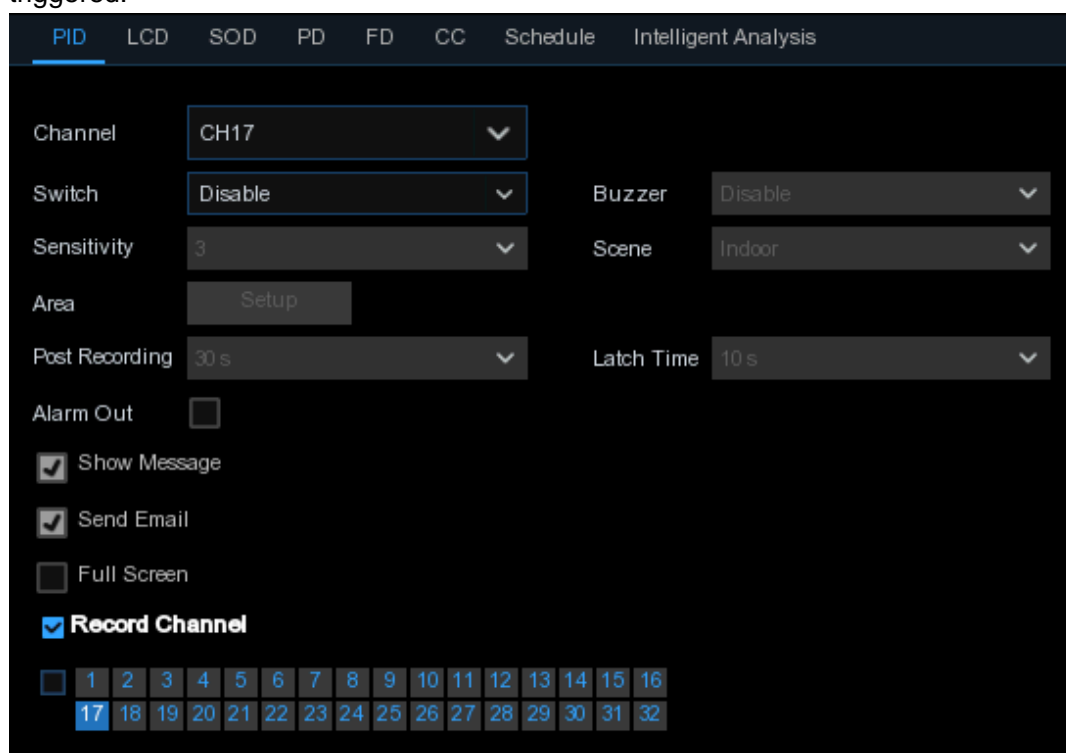 triggered.
PID LCD SOD PD FD CC Schedule Intelligent Analysis
Channel CH17
Switch Disable Buzzer Disable
Sensitivity 3 Scene Indoor
Area Setup
Post Recording 30 s Latch Time 10 s
Alarm Out
Show Message
Send Email
Full Screen
Record Channel
1 2 3 4 5 6 7 8 9 10 11 12 13 14 15 16
17 18 19 20 21 22 23 24 25 26 27 28 29 30 31 32